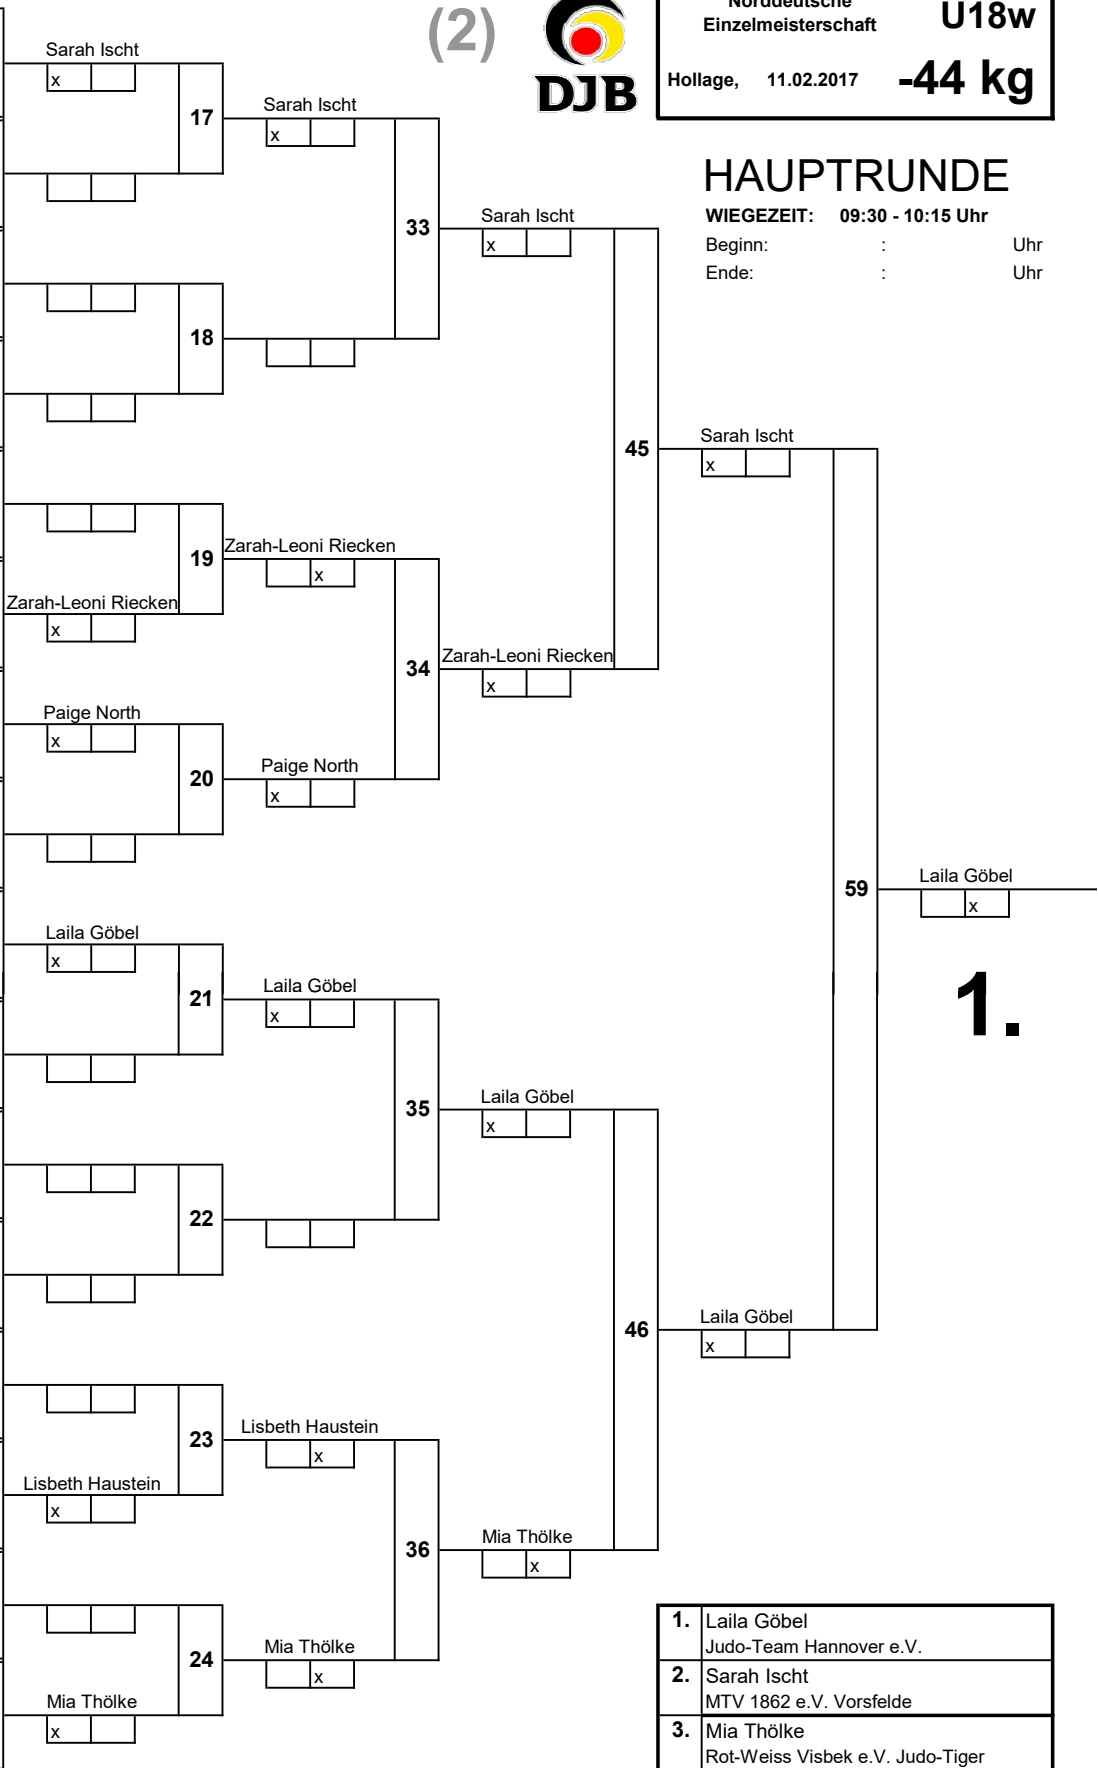 Norddeutsche
Einzelmeisterschaft
U18w
(2)
DJB
Hollage, 11.02.2017 -44 kg
HAUPTRUNDE
WIEGEZEIT: 09:30 - 10:15 Uhr
Beginn: : Uhr
Ende: : Uhr
Sarah Ischt
x
17
Sarah Ischt
x
33
Sarah Ischt
x
18
45
Sarah Ischt
x
19
Zarah-Leoni Riecken
x
Zarah-Leoni Riecken
x
34
Zarah-Leoni Riecken
x
Paige North
x
20
Paige North
x
59
Laila Göbel
x
1.
Laila Göbel
x
21
Laila Göbel
x
35
Laila Göbel
x
22
46
Laila Göbel
x
23
Lisbeth Haustein
x
Lisbeth Haustein
x
36
Mia Thölke
x
24
Mia Thölke
x
Mia Thölke
x
1. Laila Göbel
Judo-Team Hannover e.V.
2. Sarah Ischt
MTV 1862 e.V. Vorsfelde
3. Mia Thölke
Rot-Weiss Visbek e.V. Judo-Tiger